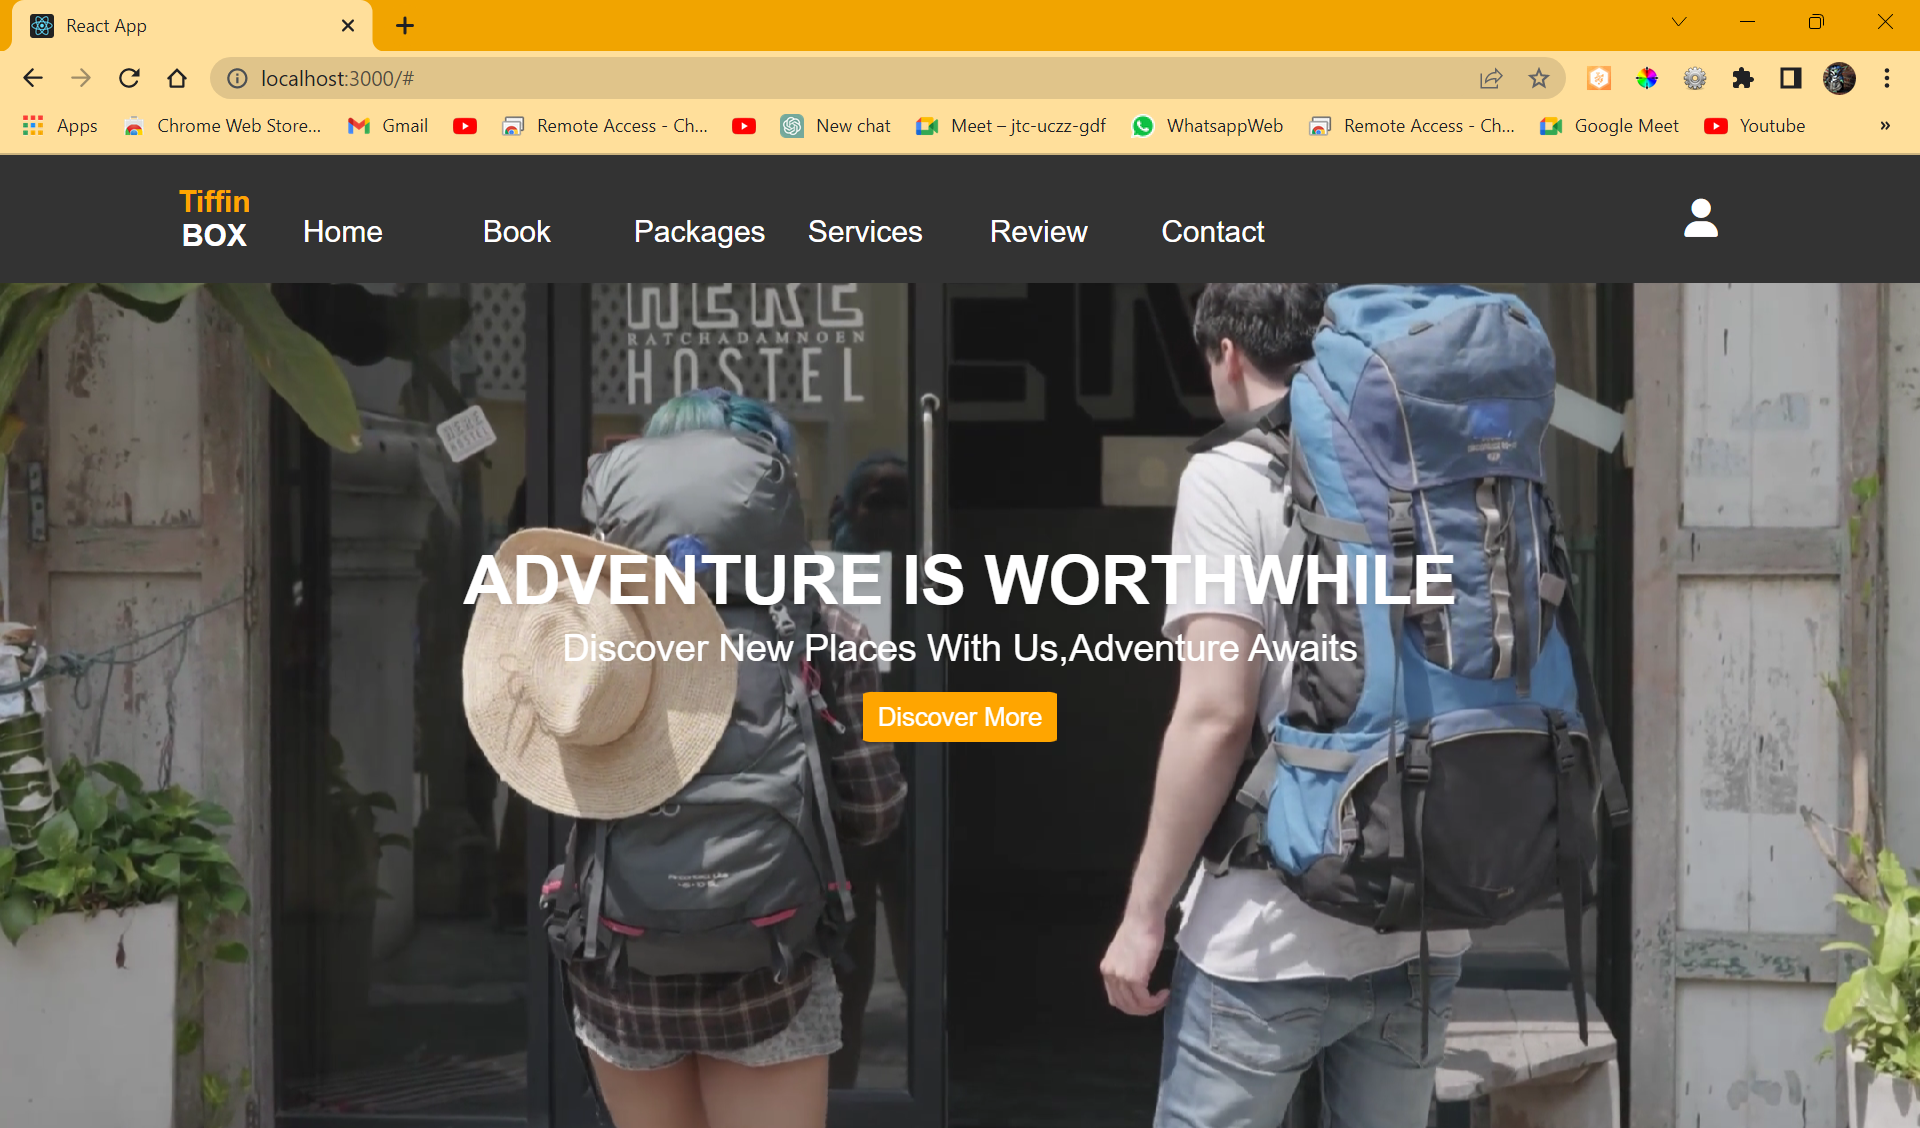 React App
localhost:3000/#
Apps
Chrome Web Store...
Gmail
Remote Access - Ch...
New chat
Meet – jtc-uczz-gdf
WhatsappWeb
Remote Access - Ch...
Google Meet
Youtube
»
Tiffin
BOX
Home
Book
Packages
Services
Review
Contact
HERE
RATCHADAMNOEN
HOSTEL
HERE
HOSTEL
ADVENTURE IS WORTHWHILE
Discover New Places With Us,Adventure Awaits
Discover More